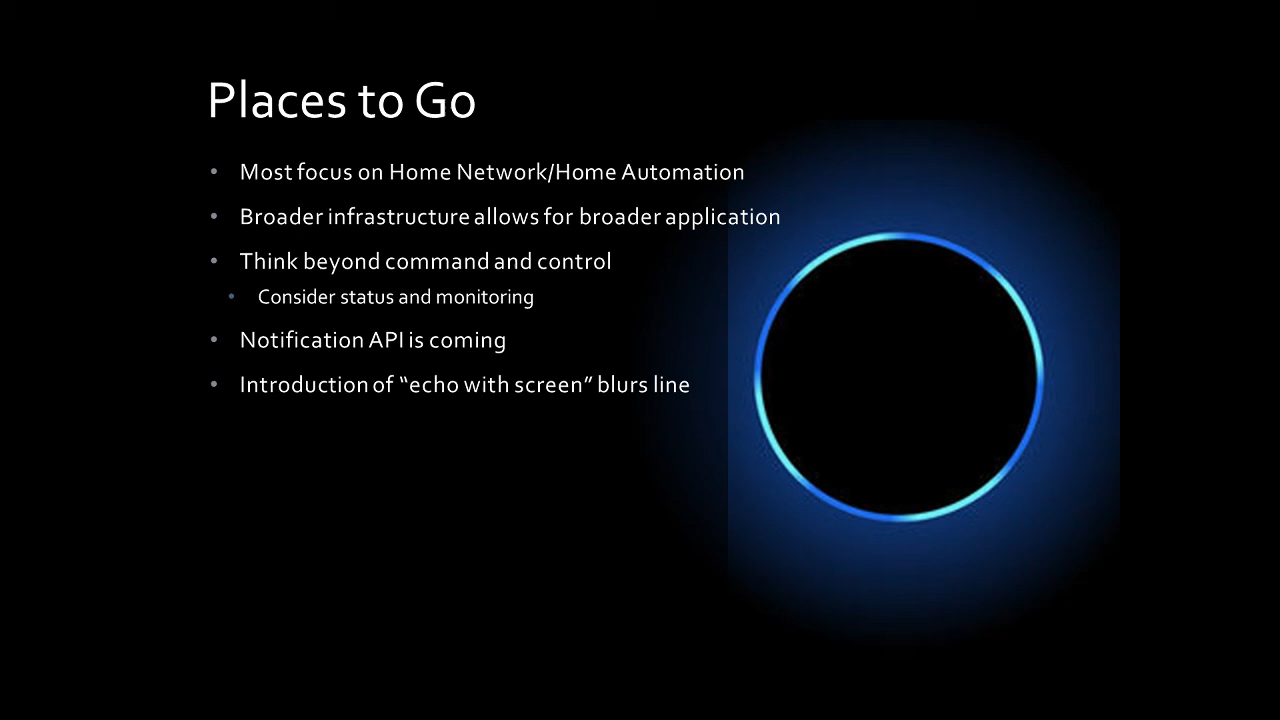 Places to Go
• Most focus on Home Network/Home Automation
• Broader infrastructure allows for broader application
• Think beyond command and control
• Consider status and monitoring
• Notification API is coming
• Introduction of “echo with screen” blurs line